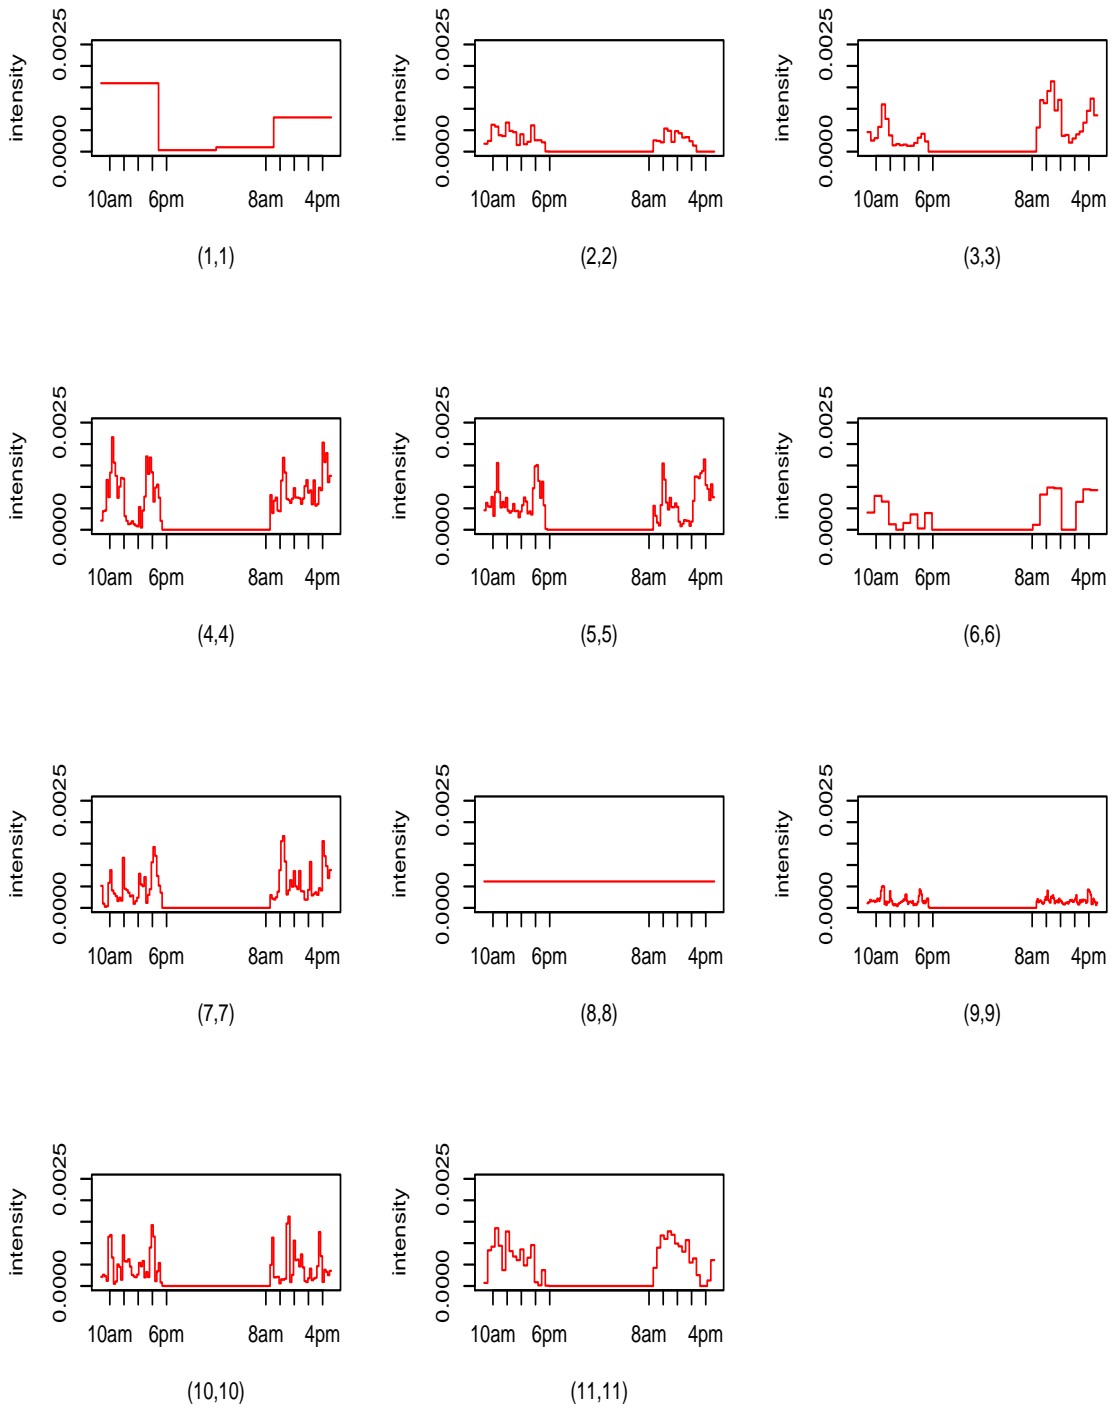 intensity
0.0000 0.0025
10am 6pm 8am 4pm
(1,1)
intensity
0.0000 0.0025
10am 6pm 8am 4pm
(2,2)
intensity
0.0000 0.0025
10am 6pm 8am 4pm
(3,3)
intensity
0.0000 0.0025
10am 6pm 8am 4pm
(4,4)
intensity
0.0000 0.0025
10am 6pm 8am 4pm
(5,5)
intensity
0.0000 0.0025
10am 6pm 8am 4pm
(6,6)
intensity
0.0000 0.0025
10am 6pm 8am 4pm
(7,7)
intensity
0.0000 0.0025
10am 6pm 8am 4pm
(8,8)
intensity
0.0000 0.0025
10am 6pm 8am 4pm
(9,9)
intensity
0.0000 0.0025
10am 6pm 8am 4pm
(10,10)
intensity
0.0000 0.0025
10am 6pm 8am 4pm
(11,11)